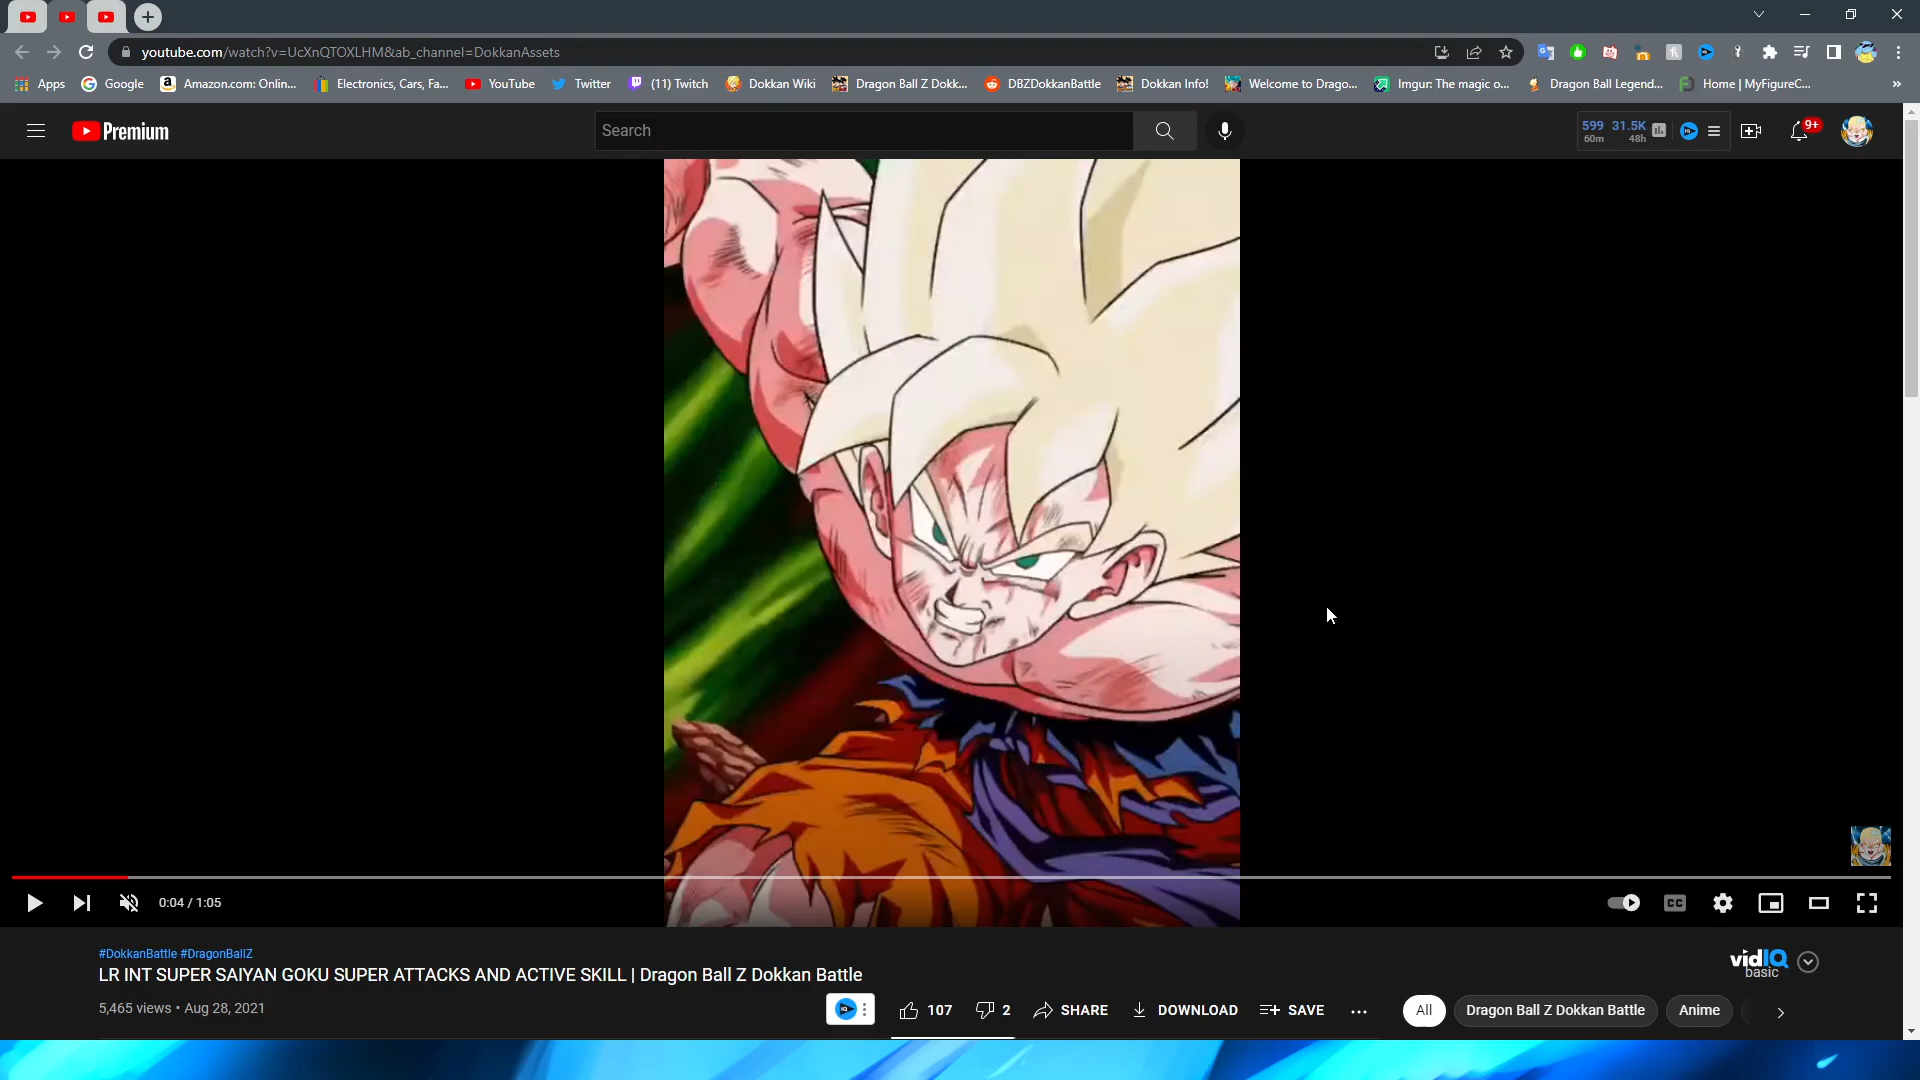 youtube.com/watch?v=UcXnQTOXLHM&ab_channel=DokkanAssets
Apps Google Amazon.com: Onlin... Electronics, Cars, Fa... YouTube Twitter (11) Twitch Dokkan Wiki Dragon Ball Z Dokk... DBZDokkanBattle Dokkan Info! Welcome to Drago... Imgur: The magic o... Dragon Ball Legend... Home | MyFigureC... »
Premium
Search
599 31.5K
60m 48h
9+
0:04 / 1:05
CC
#DokkanBattle #DragonBallZ
LR INT SUPER SAIYAN GOKU SUPER ATTACKS AND ACTIVE SKILL | Dragon Ball Z Dokkan Battle
5,465 views • Aug 28, 2021
107 2 SHARE DOWNLOAD SAVE ...
vidIQ
basic
All Dragon Ball Z Dokkan Battle Anime